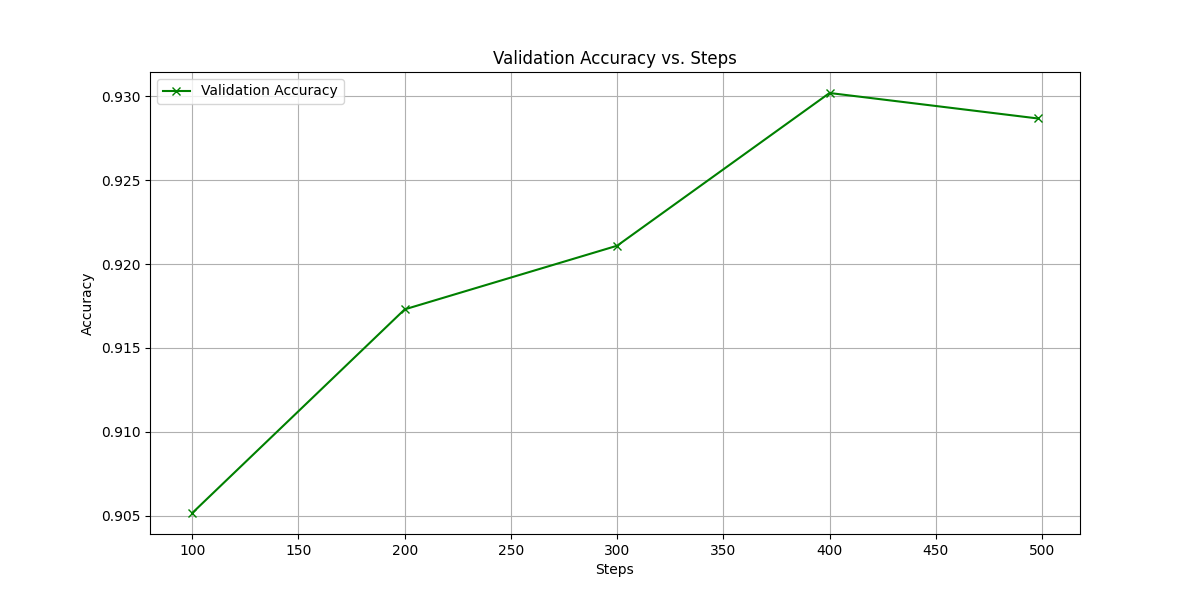 Validation Accuracy vs. Steps
Validation Accuracy
0.930
0.925
0.920
0.915
0.910
0.905
Accuracy
100 150 200 250 300 350 400 450 500
Steps